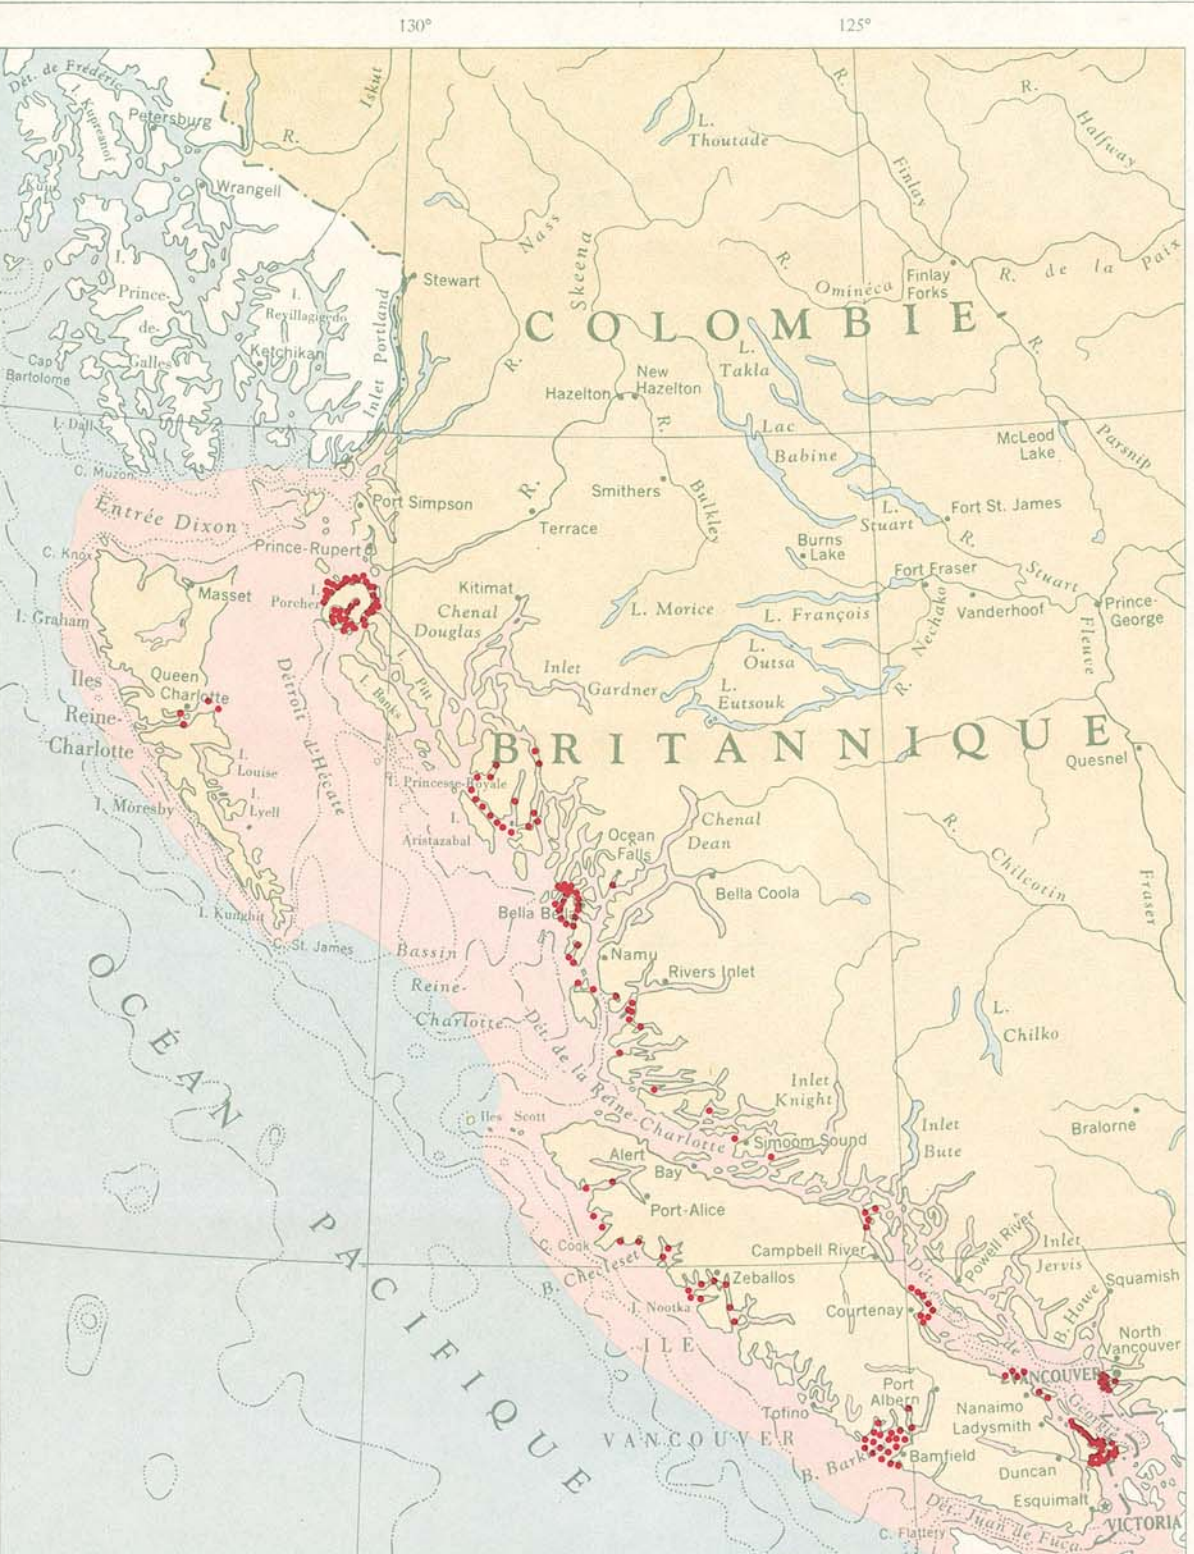 130°
125°
Dét. de Frédéric
I. Kupreanof
Petersburg
Kuiu
Wrangell
Iskut
R.
L.
Thoutade
R.
Finlay
R.
Halfway
Nass
Skeena
Stewart
I.
Prince-
de-
Galles
I.
Revillagigedo
Ketchikan
Inlet Portland
Cap
Bartolome
I. Dall
C. Muzon
R.
Ominéca
Finlay
Forks
R. de la Paix
COLOMBIE
R.
R.
L.
Takla
New
Hazelton
Hazelton
R.
Bulkley
Lac
Babine
McLeod
Lake
Parsnip
Entrée Dixon
Port Simpson
Prince-Rupert
R.
Terrace
Smithers
L.
Stuart
Fort St. James
R.
Stuart
Burns
Lake
Fort Fraser
Vanderhoof
Prince-
George
C. Knox
Masset
I.
Porcher
I. Graham
Kitimat
Chenal
Douglas
L. Morice
L. François
Nechako
R.
Fleuve
Iles
Reine-
Charlotte
Queen
Charlotte
Détroit
d'Hécate
I. Banks
I.
Pitt
Inlet
Gardner
L.
Outsa
L.
Eutsouk
BRITANNIQUE
Quesnel
I.
Louise
I.
Lyell
I. Moresby
I. Princesse-Royale
I.
Aristazabal
Ocean
Falls
Chenal
Dean
Bella Coola
R.
Chilcotin
Fraser
I. Kunghit
C. St. James
Bella Bella
Bassin
Reine-
Charlotte
Namu
Rivers Inlet
L.
Chilko
OCÉAN
PACIFIQUE
Dét. de la Reine-Charlotte
Iles Scott
Inlet
Knight
Simoom Sound
Inlet
Bute
Bralorne
Alert
Bay
Port-Alice
C. Cook
B. Checleset
Campbell River
Powell River
Inlet
Jervis
Squamish
Zeballos
I. Nootka
Courtenay
Dét.
de
Georgie
B. Howe
North
Vancouver
VANCOUVER
ILE
VANCOUVER
Tofino
Port
Albern
Nanaimo
Ladysmith
B. Bark
Bamfield
Duncan
Esquimalt
VICTORIA
Dét. Juan de Fuca
C. Flattery